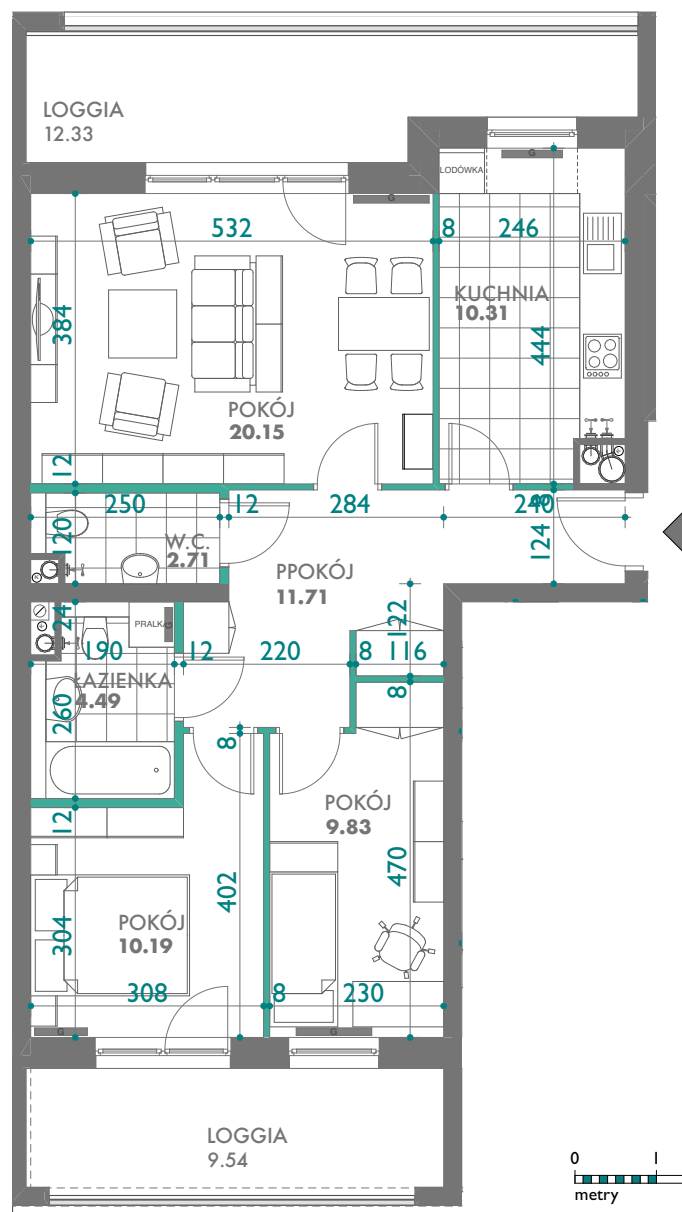 LOGGIA
12.33
LODÓWKA
G
G
532
8
246
KUCHNIA
10.31
384
444
POKÓJ
20.15
12
250
12
284
240
8
120
W.C.
2.71
124
PPOKÓJ
11.71
24
PRALKA
G
122
190
12
220
8
116
ŁAZIENKA
4.49
260
8
8
POKÓJ
9.83
12
402
470
304
POKÓJ
10.19
308
8
230
G
G
LOGGIA
9.54
0
1
metry